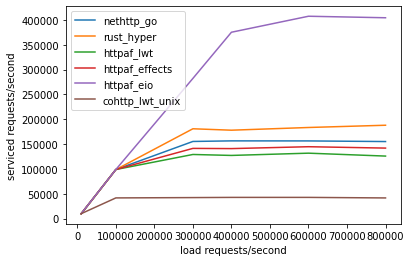 400000
350000
300000
250000
200000
150000
100000
50000
0
serviced requests/second
nethttp_go
rust_hyper
httpaf_lwt
httpaf_effects
httpaf_eio
cohttp_lwt_unix
0 100000 200000 300000 400000 500000 600000 700000 800000
load requests/second